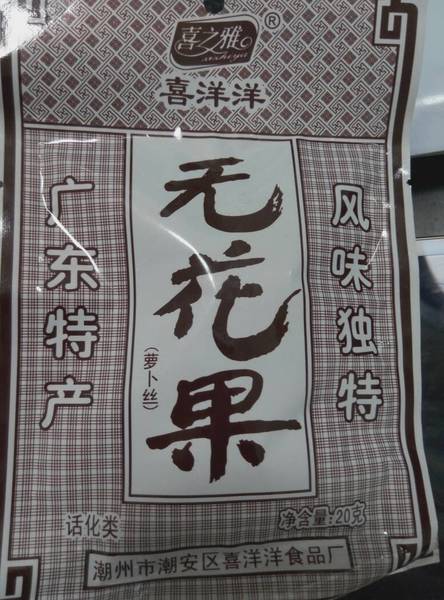 喜之雅®
xizhiya
喜洋洋
广东特产
无花果
(萝卜丝)
风味独特
话化类
净含量:20克
潮州市潮安区喜洋洋食品厂